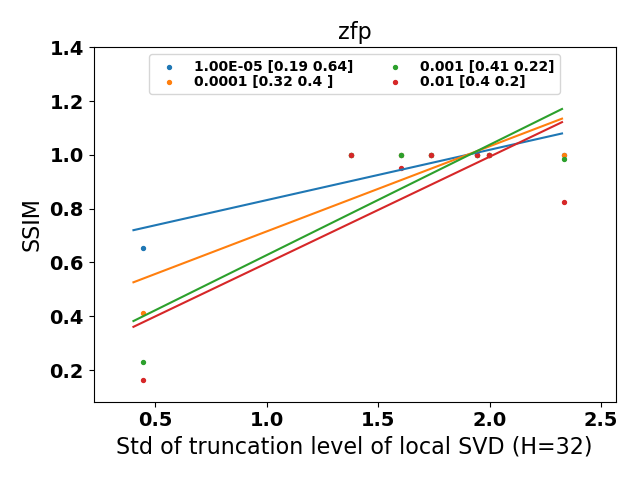 zfp
1.00E-05 [0.19 0.64]
0.0001 [0.32 0.4 ]
0.001 [0.41 0.22]
0.01 [0.4 0.2]
1.4
1.2
1.0
0.8
0.6
0.4
0.2
SSIM
0.5 1.0 1.5 2.0 2.5
Std of truncation level of local SVD (H=32)